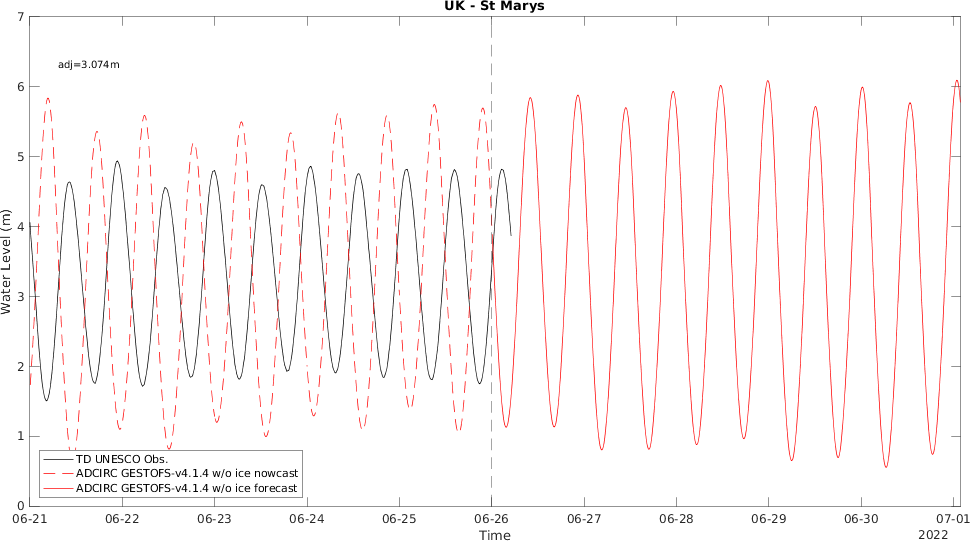 UK - St Marys
adj=3.074m
Water Level (m)
7
6
5
4
3
2
1
0
TD UNESCO Obs.
ADCIRC GESTOFS-v4.1.4 w/o ice nowcast
ADCIRC GESTOFS-v4.1.4 w/o ice forecast
06-21 06-22 06-23 06-24 06-25 06-26 06-27 06-28 06-29 06-30 07-01
Time
2022